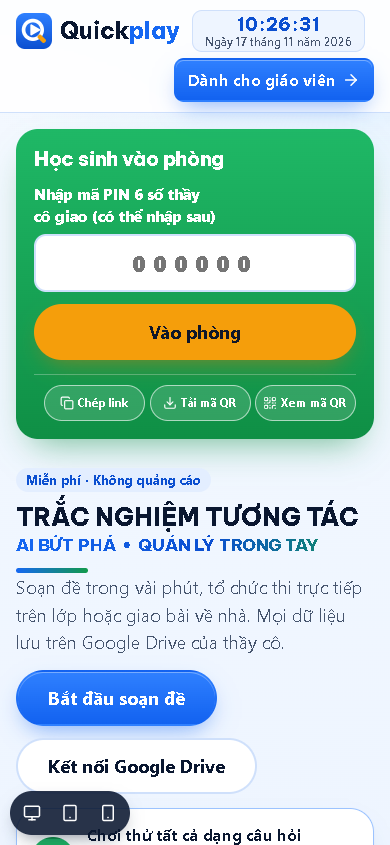 Quickplay
10:26:31
Ngày 17 tháng 11 năm 2026
Dành cho giáo viên
Học sinh vào phòng
Nhập mã PIN 6 số thầy
cô giao (có thể nhập sau)
000000
Vào phòng
Chép link
Tải mã QR
Xem mã QR
Miễn phí · Không quảng cáo
TRẮC NGHIỆM TƯƠNG TÁC
AI BỨT PHÁ • QUẢN LÝ TRONG TAY
Soạn đề trong vài phút, tổ chức thi trực tiếp
trên lớp hoặc giao bài về nhà. Mọi dữ liệu
lưu trên Google Drive của thầy cô.
Bắt đầu soạn đề
Kết nối Google Drive
Chơi thử tất cả dạng câu hỏi